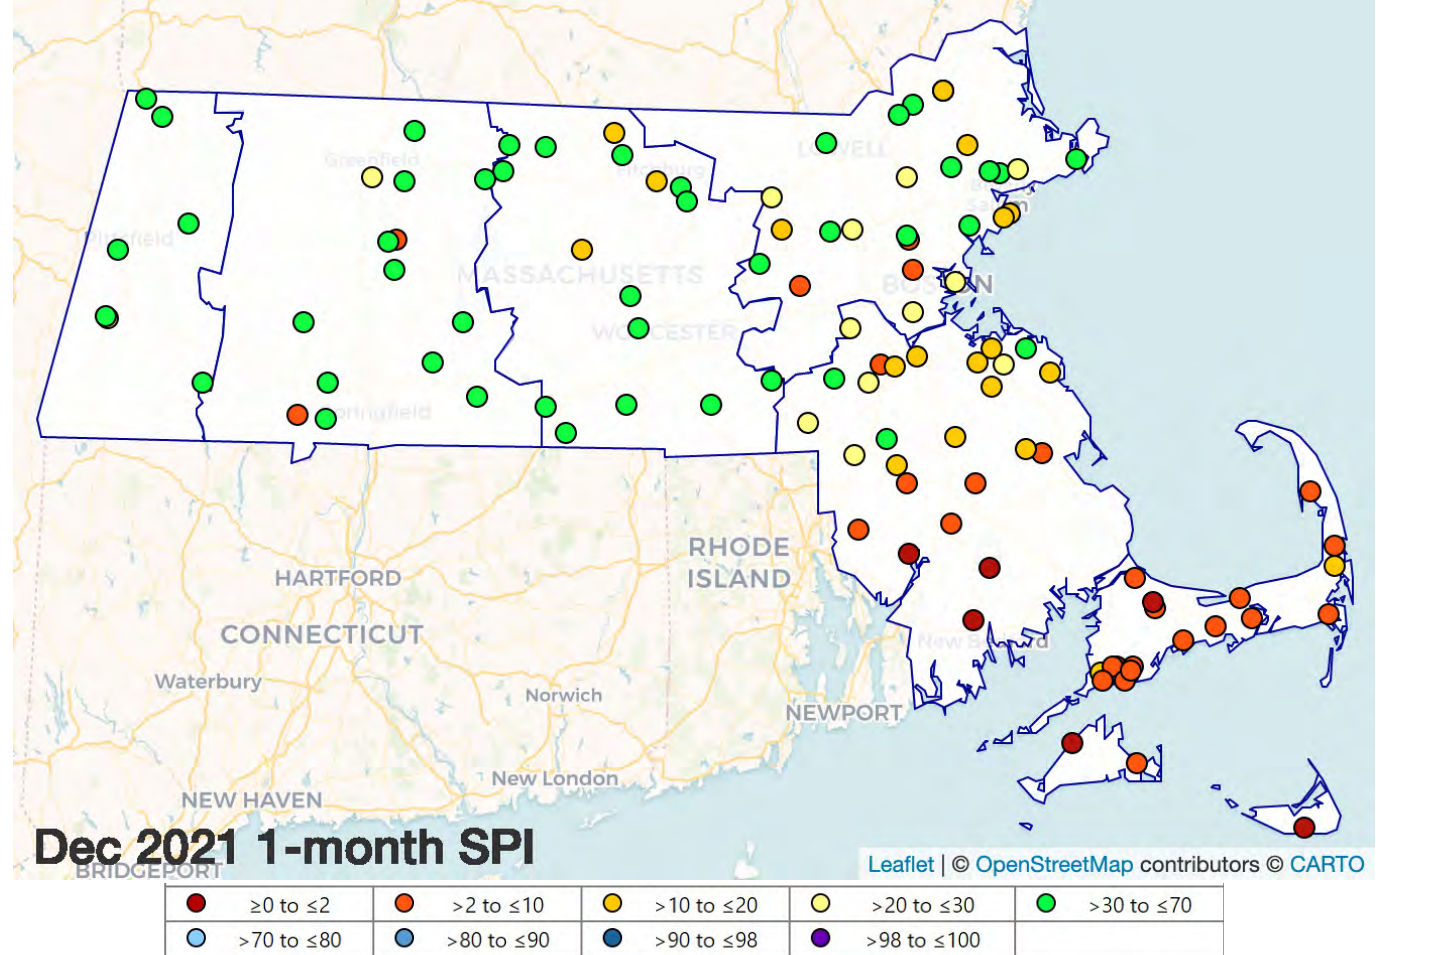 LOWELL
Greenfield
Fitchburg
Pittsfield
MASSACHUSETTS
BOSTON
WORCESTER
Springfield
RHODE
ISLAND
HARTFORD
CONNECTICUT
New Bedford
Waterbury
Norwich
NEWPORT
New London
NEW HAVEN
Dec 2021 1-month SPI
BRIDGEPORT
Leaflet | © OpenStreetMap contributors © CARTO
≥0 to ≤2 >2 to ≤10 >10 to ≤20 >20 to ≤30 >30 to ≤70
>70 to ≤80 >80 to ≤90 >90 to ≤98 >98 to ≤100